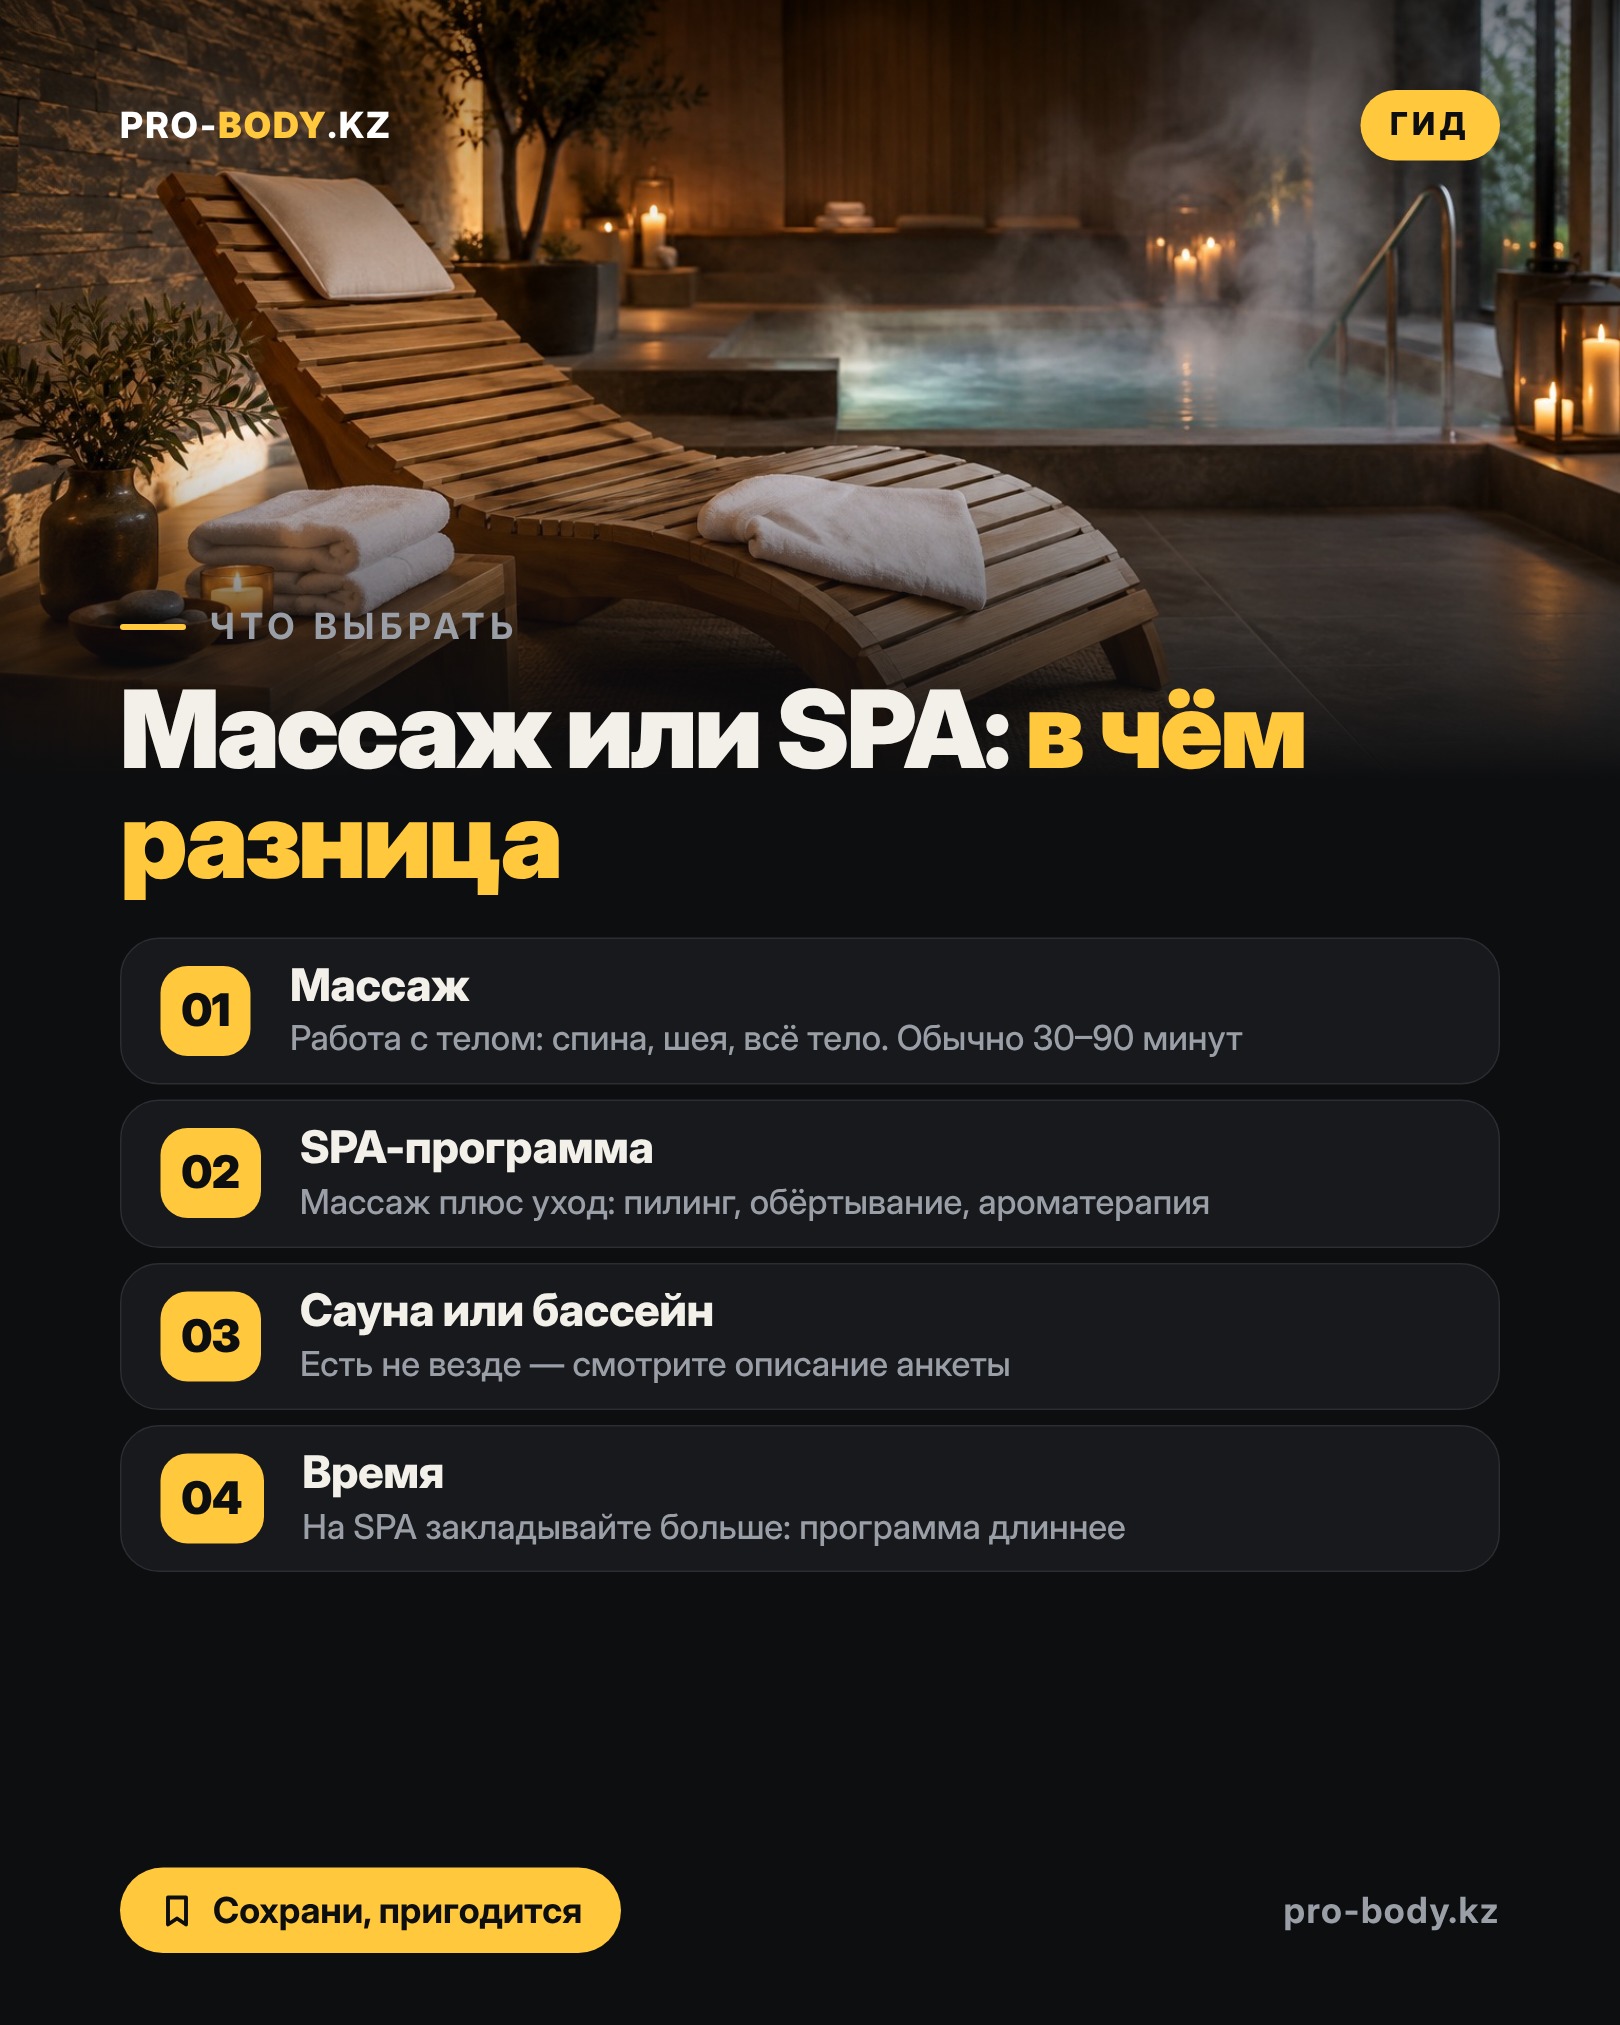 PRO-BODY.KZ
ГИД
ЧТО ВЫБРАТЬ
Массаж или SPA: в чём
разница
01
Массаж
Работа с телом: спина, шея, всё тело. Обычно 30–90 минут
02
SPA-программа
Массаж плюс уход: пилинг, обёртывание, ароматерапия
03
Сауна или бассейн
Есть не везде — смотрите описание анкеты
04
Время
На SPA закладывайте больше: программа длиннее
Сохрани, пригодится
pro-body.kz